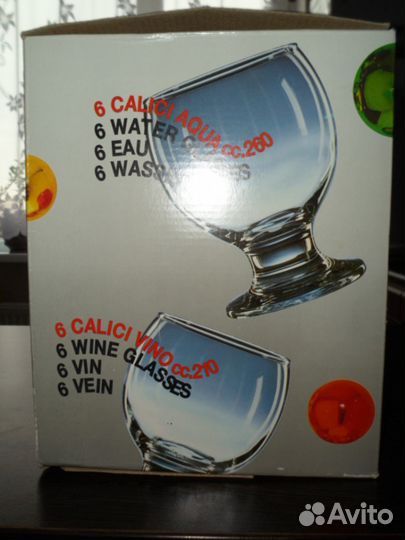 6 CALICI AQUA cc.260
6 WATER G
6 EAU
6 WAS
6 CALICI VINO cc.210
6 WINE GLASSES
6 VIN
6 VEIN
Avito